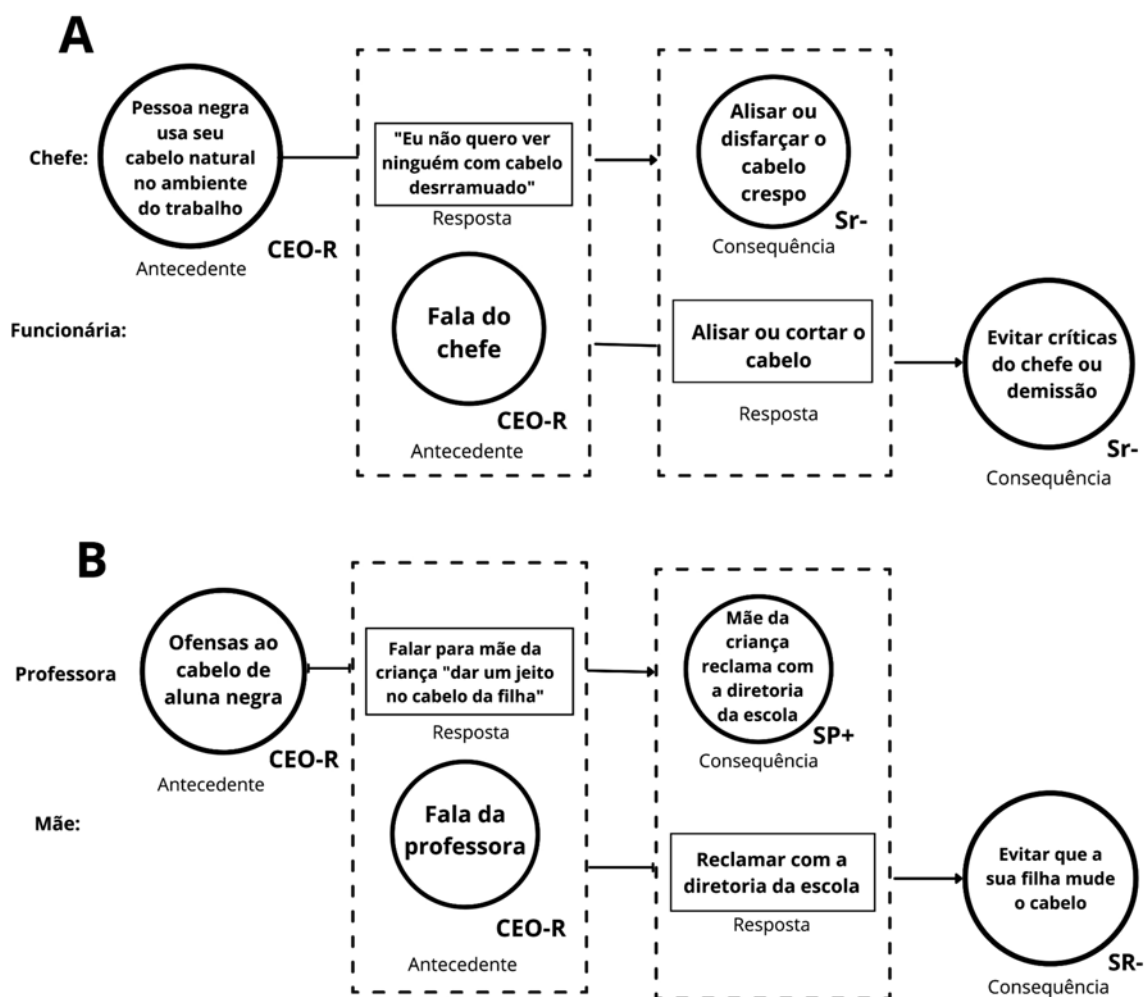 A
Chefe:
Pessoa negra
usa seu
cabelo natural
no ambiente
do trabalho
CEO-R
Antecedente
"Eu não quero ver
ninguém com cabelo
desrramuado"
Resposta
Alisar ou
disfarçar o
cabelo
crespo
Sr-
Consequência
Funcionária:
Fala do
chefe
CEO-R
Antecedente
Alisar ou cortar o
cabelo
Resposta
Evitar críticas
do chefe ou
demissão
Sr-
Consequência
B
Professora
Ofensas ao
cabelo de
aluna negra
CEO-R
Antecedente
Falar para mãe da
criança "dar um jeito
no cabelo da filha"
Resposta
Mãe da
criança
reclama com
a diretoria
da escola
SP+
Consequência
Mãe:
Fala da
professora
CEO-R
Antecedente
Reclamar com a
diretoria da escola
Resposta
Evitar que a
sua filha mude
o cabelo
SR-
Consequência